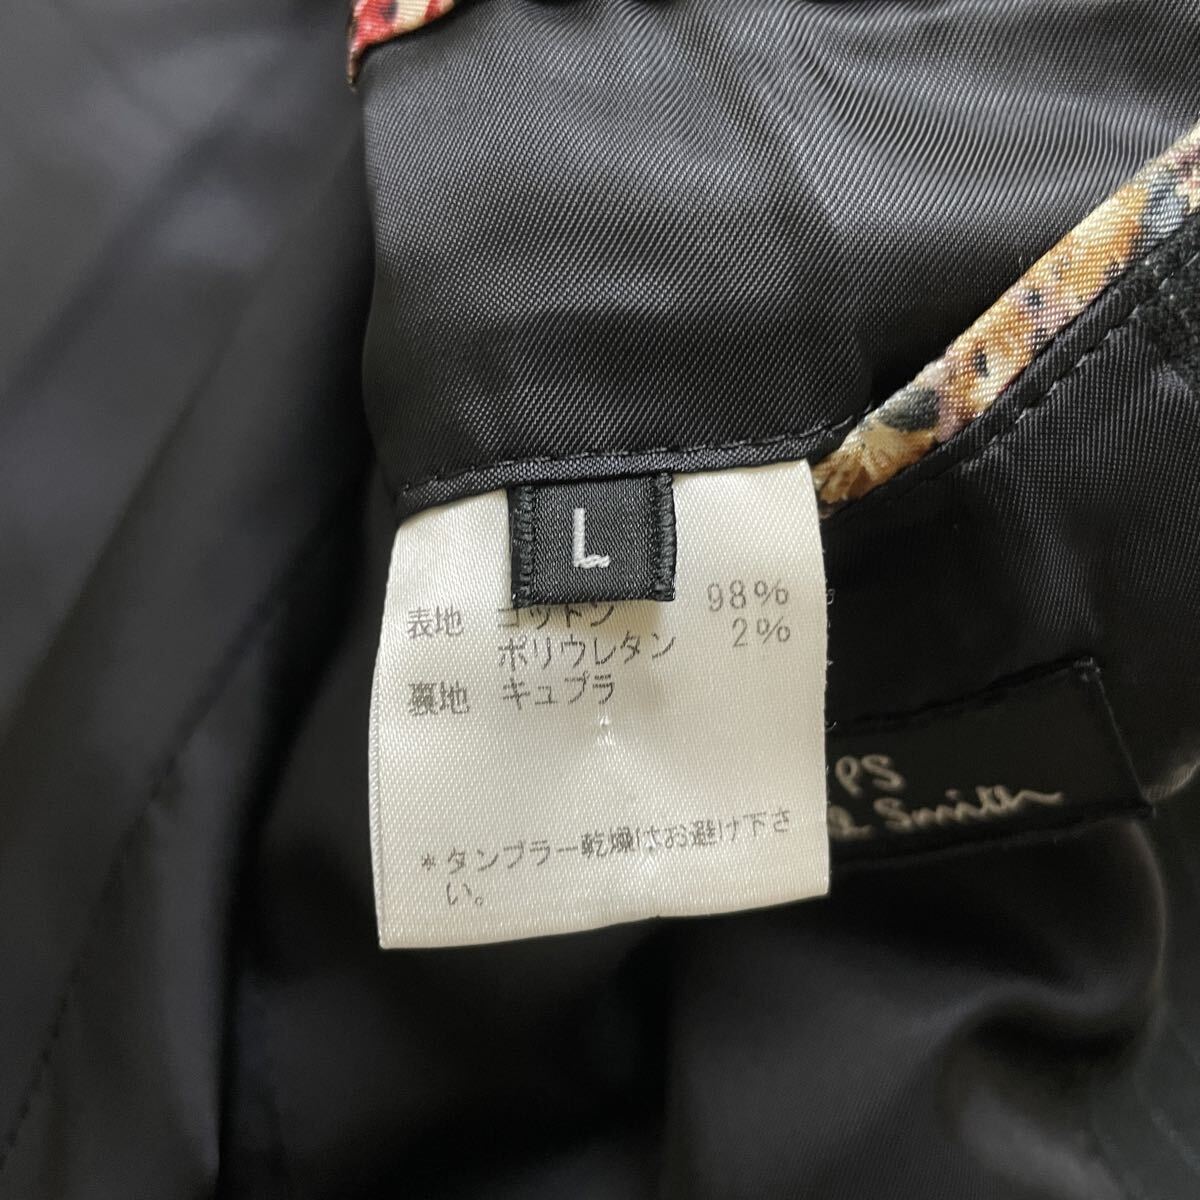 L
表地 コットン 98%
ポリウレタン 2%
裏地 キュプラ
*タンブラー乾燥はお避け下さ
い。
PS
Smith